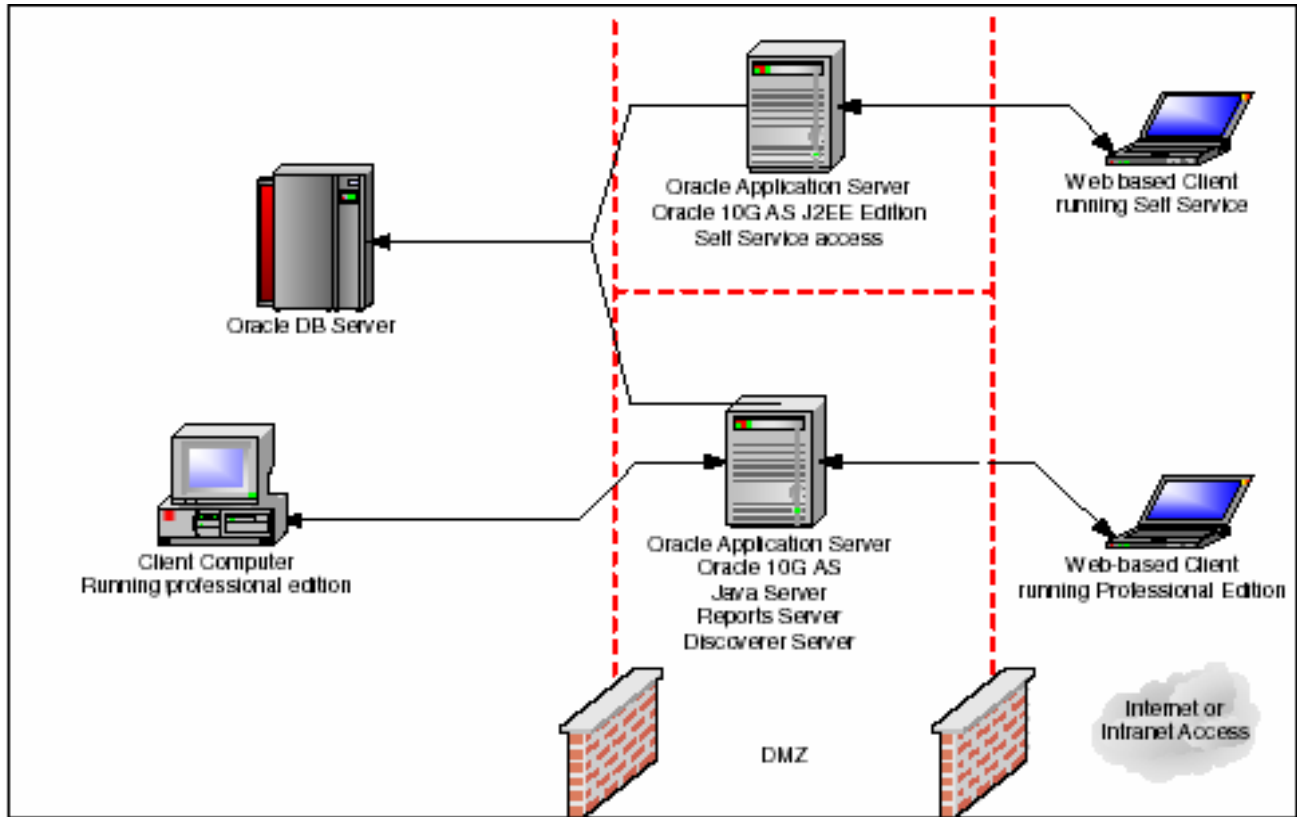 Oracle Application Server
Oracle 10G AS J2EE Edition
Self Service access
Web based Client
running Self Service
Oracle DB Server
Client Computer
Running professional edition
Oracle Application Server
Oracle 10G AS
Java Server
Reports Server
Discoverer Server
Web-based Client
running Professional Edition
DMZ
Internet or
Intranet Access